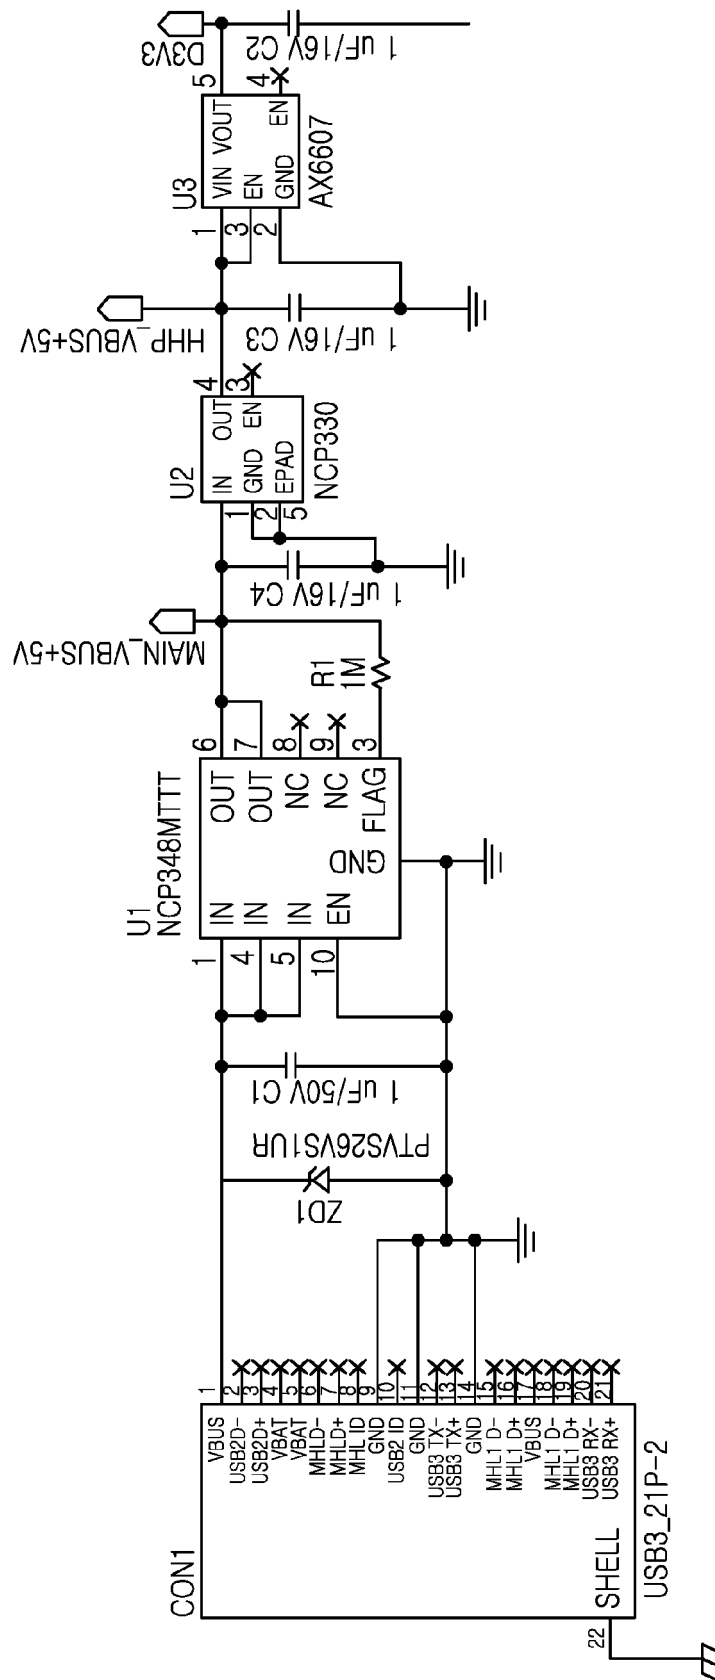 CON1
VBUS 1
USB2D- 2
USB2D+ 3
VBAT 4
VBAT 5
MHLD- 6
MHLD+ 7
MHL ID 8
GND 9
USB2 ID 10
GND 11
USB3 TX- 12
USB3 TX+ 13
GND 14
MHL1 D- 15
MHL1 D+ 16
VBUS 17
MHL1 D- 18
MHL1 D+ 19
USB3 RX- 20
USB3 RX+ 21
22 SHELL
USB3_21P-2
ZD1
PTVS26VS1UR
1 uF/50V C1
U1
NCP348MTTT
1 IN OUT 6
4 IN OUT 7
5 IN NC 8
10 EN NC 9
GND
FLAG 3
R1
1M
MAIN_VBUS+5V
1 uF/16V C4
U2
IN OUT 4
1 GND EN 3
2 EPAD
5
NCP330
HHP_VBUS+5V
1 uF/16V C3
U3
1 VIN VOUT 5
3 EN
2 GND EN 4
AX6607
D3V3
1 uF/16V C2